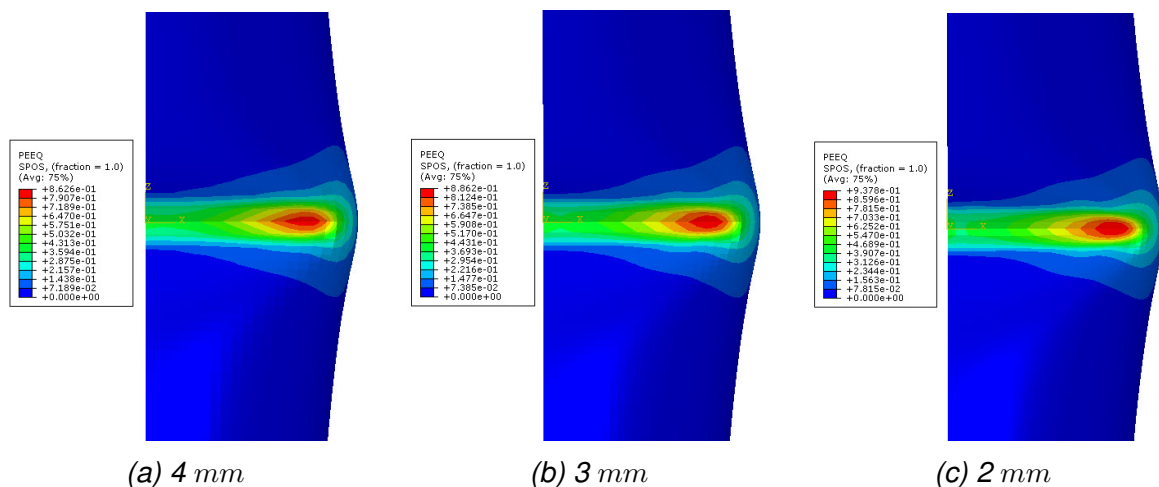 PEEQ
SPOS, (fraction = 1.0)
(Avg: 75%)
+8.626e-01
+7.907e-01
+7.189e-01
+6.470e-01
+5.751e-01
+5.032e-01
+4.313e-01
+3.594e-01
+2.875e-01
+2.157e-01
+1.438e-01
+7.189e-02
+0.000e+00
Z
Y X
(a) 4 mm
PEEQ
SPOS, (fraction = 1.0)
(Avg: 75%)
+8.862e-01
+8.124e-01
+7.385e-01
+6.647e-01
+5.908e-01
+5.170e-01
+4.431e-01
+3.693e-01
+2.954e-01
+2.216e-01
+1.477e-01
+7.385e-02
+0.000e+00
Z
Y X
(b) 3 mm
PEEQ
SPOS, (fraction = 1.0)
(Avg: 75%)
+9.378e-01
+8.596e-01
+7.815e-01
+7.033e-01
+6.252e-01
+5.470e-01
+4.689e-01
+3.907e-01
+3.126e-01
+2.344e-01
+1.563e-01
+7.815e-02
+0.000e+00
Z
X
(c) 2 mm